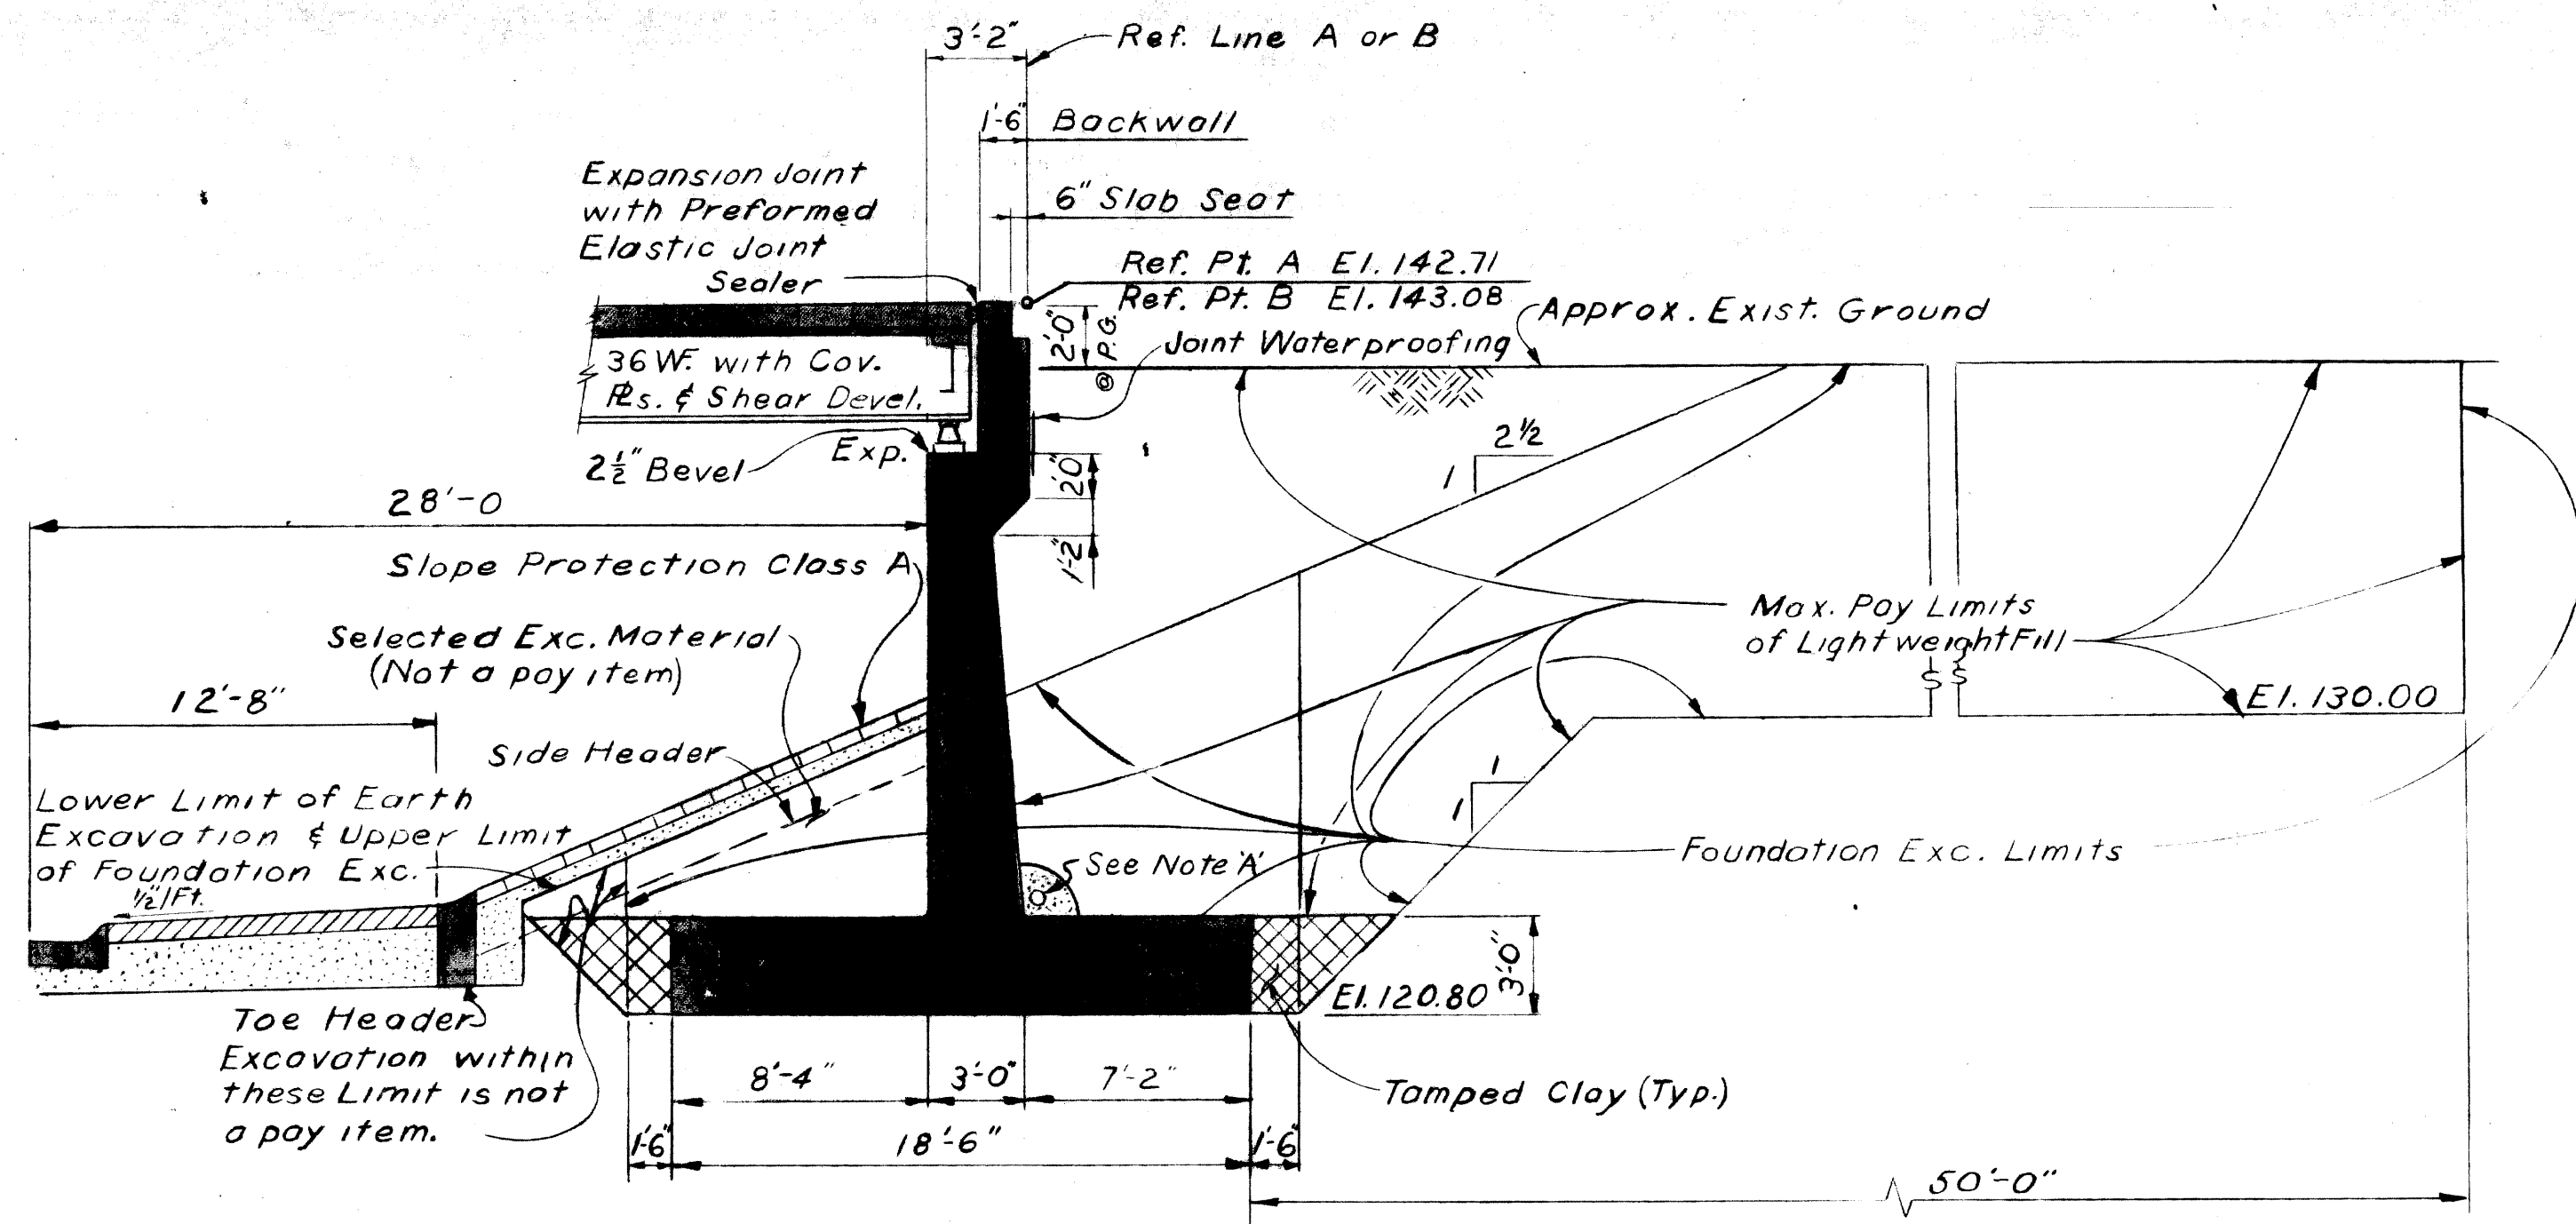 3'-2"
Ref. Line A or B
1'-6" Backwall
Expansion Joint
with Preformed
Elastic Joint
Sealer
6" Slab Seat
Ref. Pt. A El. 142.71
Ref. Pt. B El. 143.08
Approx. Exist. Ground
2'-0"
@ P.G.
Joint Waterproofing
36 WF. with Cov.
℄s. & Shear Devel.
2½" Bevel
Exp.
2'0"
1'-2"
2½
1
28'-0
Slope Protection Class A
Selected Exc. Material
(Not a pay item)
12'-8"
Side Header
Max. Pay Limits
of Lightweight Fill
El. 130.00
Lower Limit of Earth
Excavation & Upper Limit
of Foundation Exc.
½"/Ft.
1
1
See Note 'A'
Foundation Exc. Limits
3'-0"
El. 120.80
Toe Header
Excavation within
these Limit is not
a pay item.
8'-4"
3'-0"
7'-2"
Tamped Clay (Typ.)
1'-6"
18'-6"
1'-6"
50'-0"